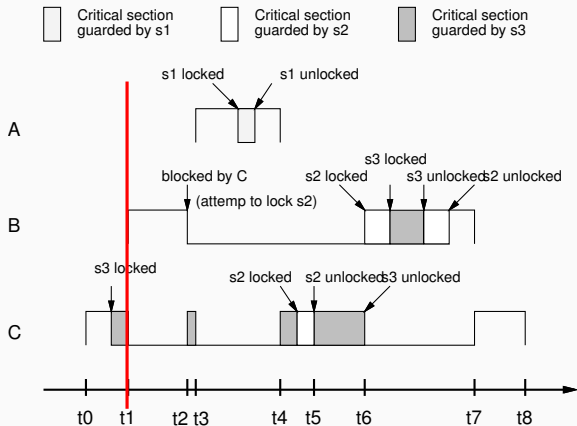 Critical section
guarded by s1
Critical section
guarded by s2
Critical section
guarded by s3
s1 locked
s1 unlocked
A
s3 locked
blocked by C
s2 locked
s3 unlocked
s2 unlocked
(attemp to lock s2)
B
s3 locked
s2 locked
s2 unlocked
s3 unlocked
C
t0
t1
t2
t3
t4
t5
t6
t7
t8